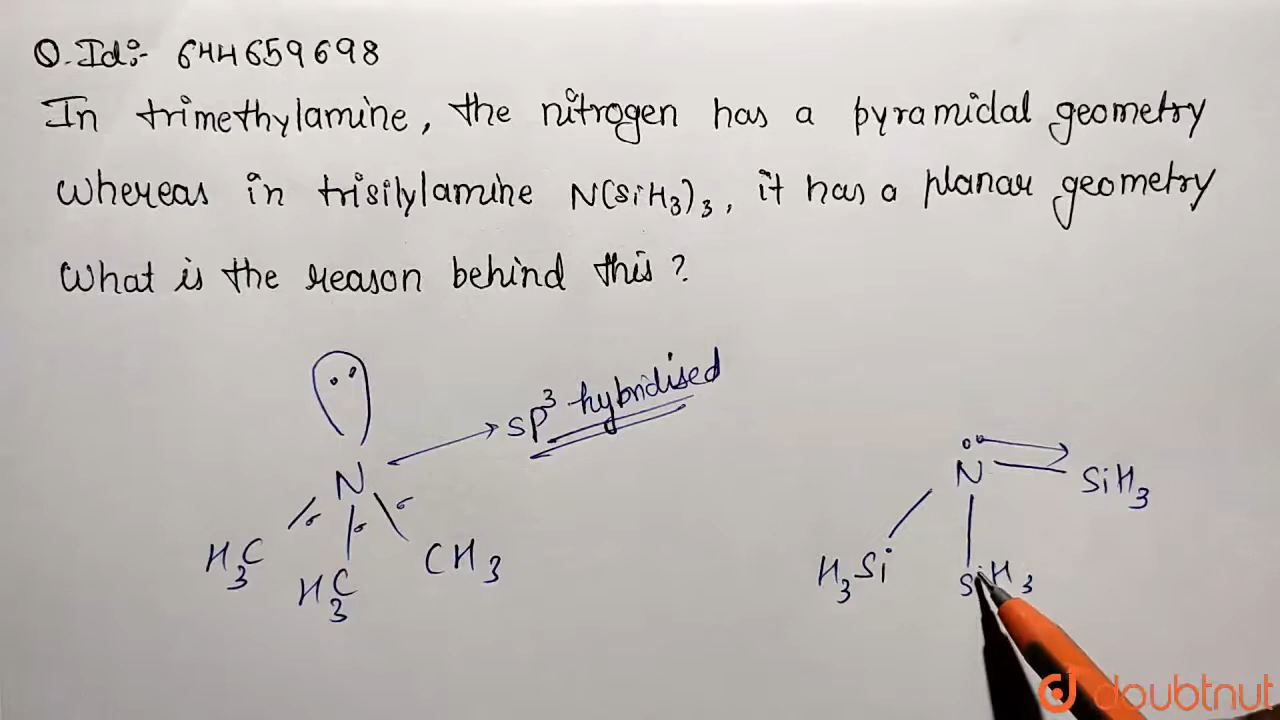 Q. Id:- 644659698
In trimethylamine, the nitrogen has a pyramidal geometry
whereas in trisilylamine N(SiH3)3, it has a planar geometry
What is the reason behind this?
SP3 hybridised
N
N
SiH3
H3C
H3C
CH3
H3Si
SiH3
σ
σ
σ
doubtnut